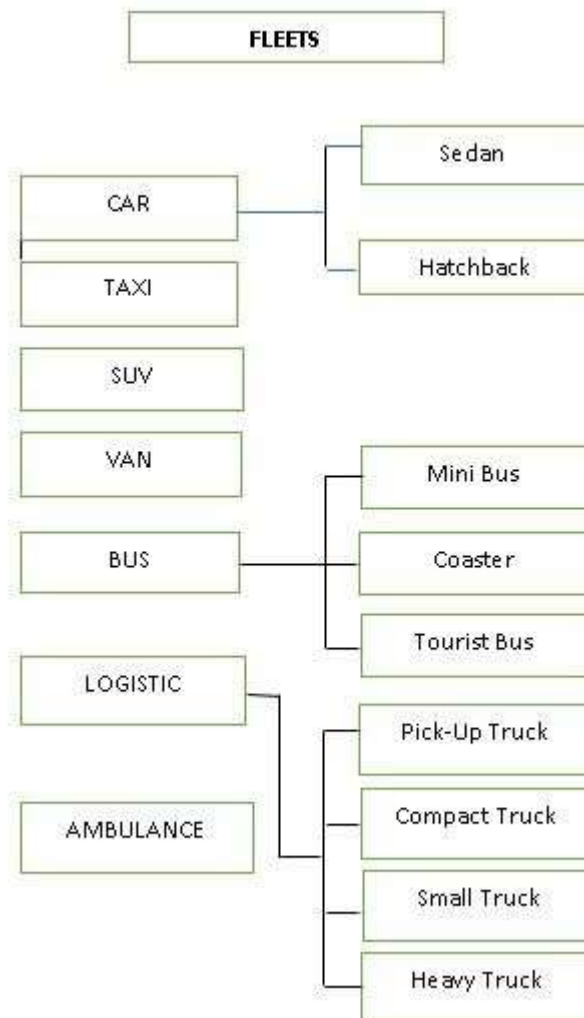 FLEETS
CAR
Sedan
Hatchback
TAXI
SUV
VAN
BUS
Mini Bus
Coaster
Tourist Bus
LOGISTIC
Pick-Up Truck
Compact Truck
Small Truck
Heavy Truck
AMBULANCE